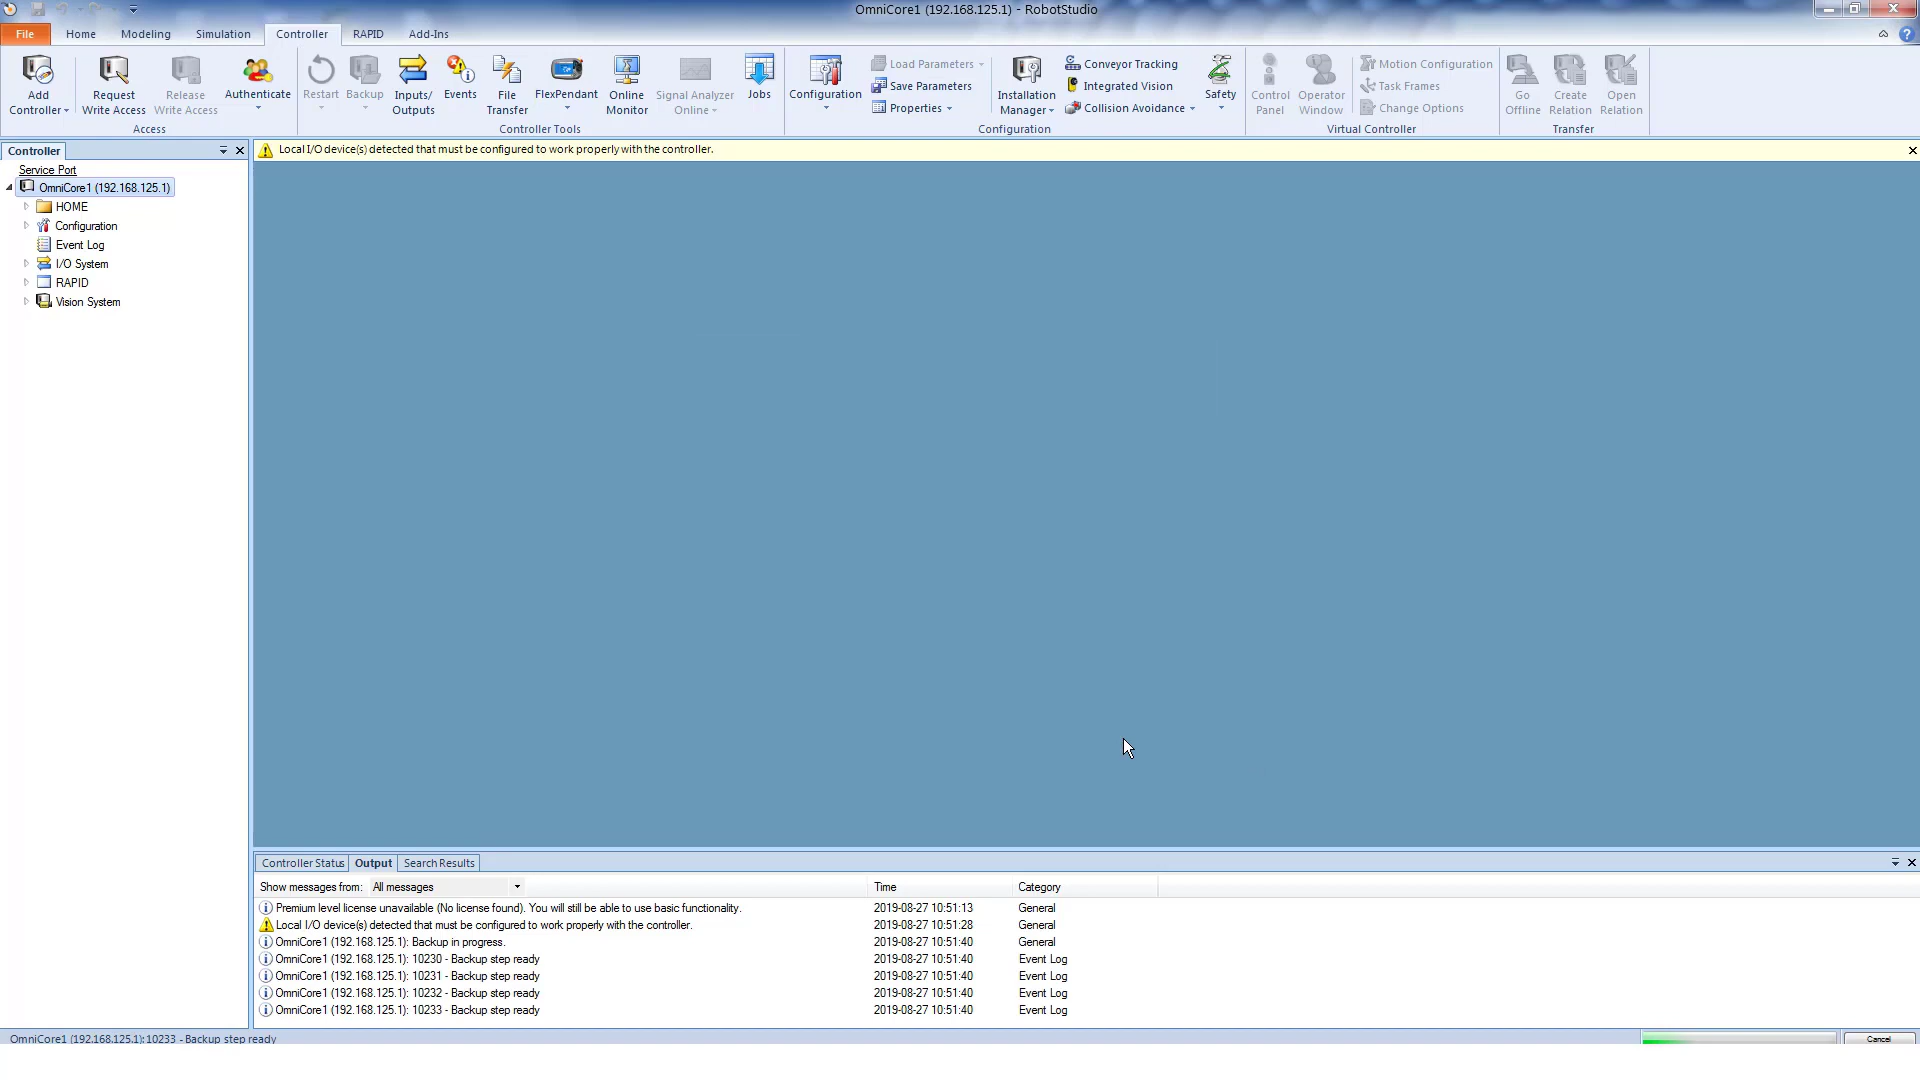 OmniCore1 (192.168.125.1) - RobotStudio
File Home Modeling Simulation Controller RAPID Add-Ins
Add Controller
Request Write Access
Release Write Access
Authenticate
Access
Restart
Backup
Inputs/ Outputs
Events
File Transfer
FlexPendant
Online Monitor
Signal Analyzer Online
Jobs
Controller Tools
Configuration
Load Parameters
Save Parameters
Properties
Installation Manager
Conveyor Tracking
Integrated Vision
Collision Avoidance
Safety
Configuration
Control Panel
Operator Window
Motion Configuration
Task Frames
Change Options
Virtual Controller
Go Offline
Create Relation
Open Relation
Transfer
Controller
Service Port
OmniCore1 (192.168.125.1)
HOME
Configuration
Event Log
I/O System
RAPID
Vision System
Local I/O device(s) detected that must be configured to work properly with the controller.
Controller Status Output Search Results
Show messages from: All messages Time Category
Premium level license unavailable (No license found). You will still be able to use basic functionality. 2019-08-27 10:51:13 General
Local I/O device(s) detected that must be configured to work properly with the controller. 2019-08-27 10:51:28 General
OmniCore1 (192.168.125.1): Backup in progress. 2019-08-27 10:51:40 General
OmniCore1 (192.168.125.1): 10230 - Backup step ready 2019-08-27 10:51:40 Event Log
OmniCore1 (192.168.125.1): 10231 - Backup step ready 2019-08-27 10:51:40 Event Log
OmniCore1 (192.168.125.1): 10232 - Backup step ready 2019-08-27 10:51:40 Event Log
OmniCore1 (192.168.125.1): 10233 - Backup step ready 2019-08-27 10:51:40 Event Log
OmniCore1 (192.168.125.1): 10233 - Backup step ready Cancel